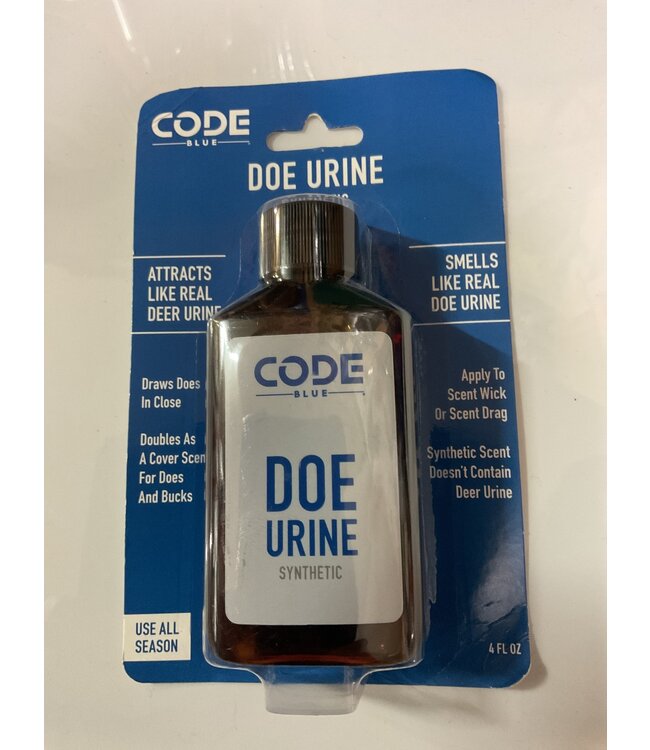 CODE
BLUE
DOE URINE
ATTRACTS
LIKE REAL
DEER URINE
Draws Does
In Close
Doubles As
A Cover Scen
For Does
And Bucks
USE ALL
SEASON
CODE
BLUE
DOE
URINE
SYNTHETIC
SMELLS
LIKE REAL
DOE URINE
Apply To
Scent Wick
Or Scent Drag
Synthetic Scent
Doesn't Contain
Deer Urine
4 FL OZ